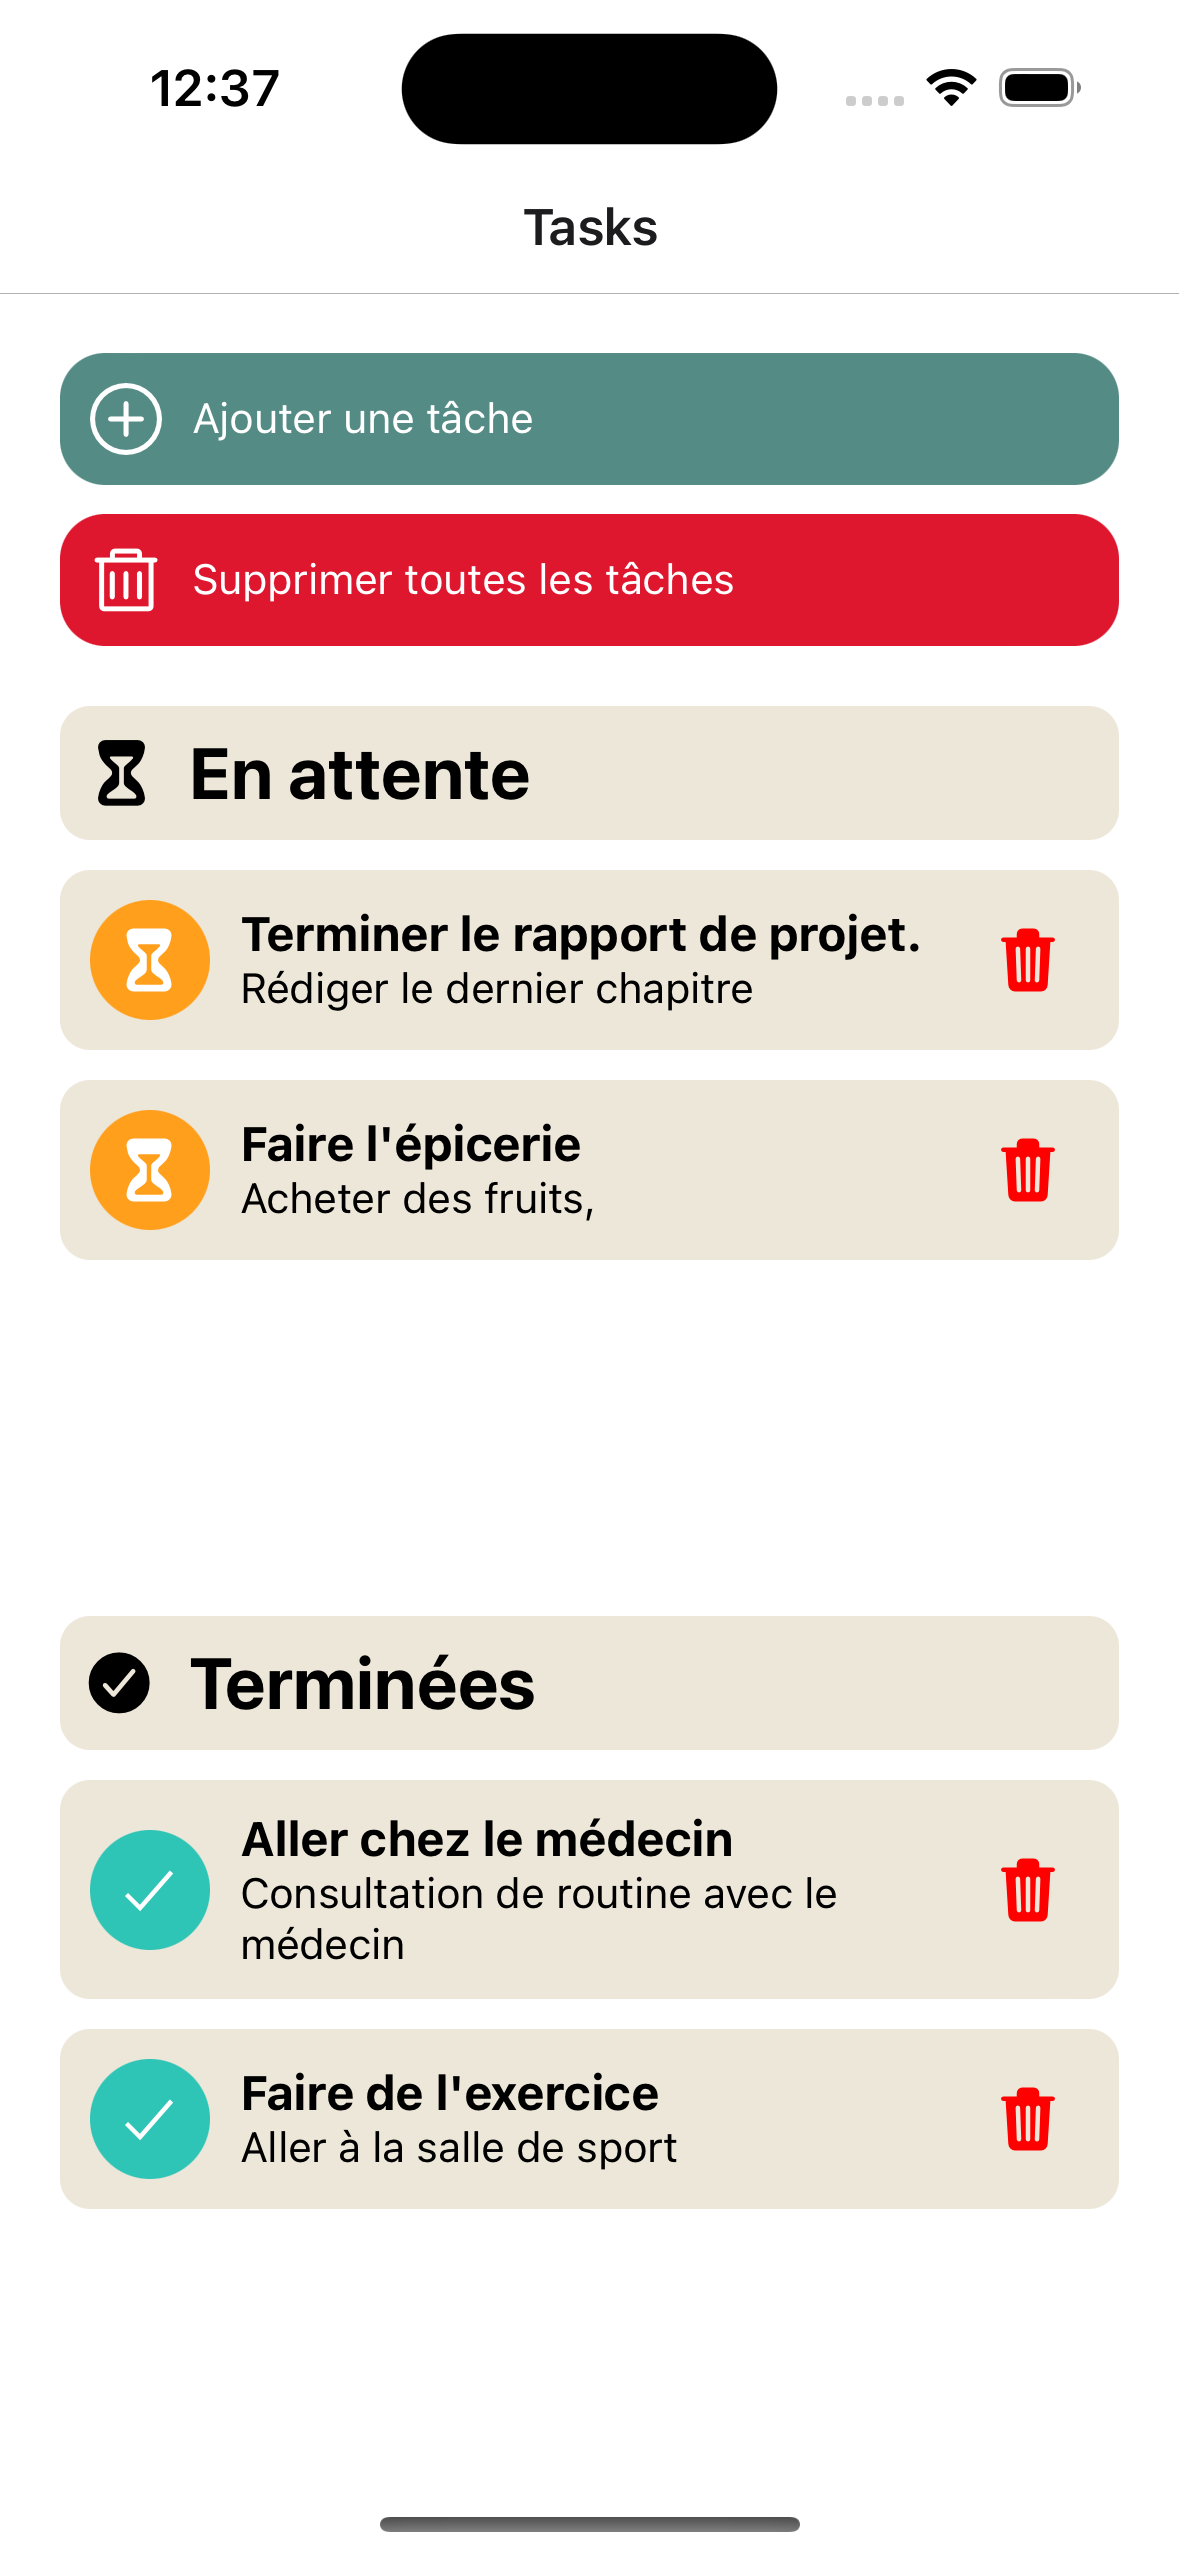 12:37
Tasks
Ajouter une tâche
Supprimer toutes les tâches
En attente
Terminer le rapport de projet.
Rédiger le dernier chapitre
Faire l'épicerie
Acheter des fruits,
Terminées
Aller chez le médecin
Consultation de routine avec le
médecin
Faire de l'exercice
Aller à la salle de sport